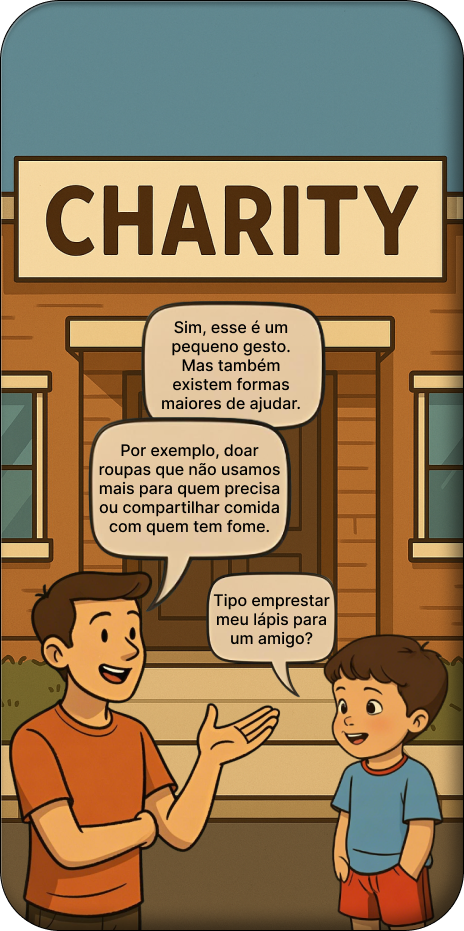 CHARITY
Sim, esse é um
pequeno gesto.
Mas também
existem formas
maiores de ajudar.
Por exemplo, doar
roupas que não usamos
mais para quem precisa
ou compartilhar comida
com quem tem fome.
Tipo emprestar
meu lápis para
um amigo?